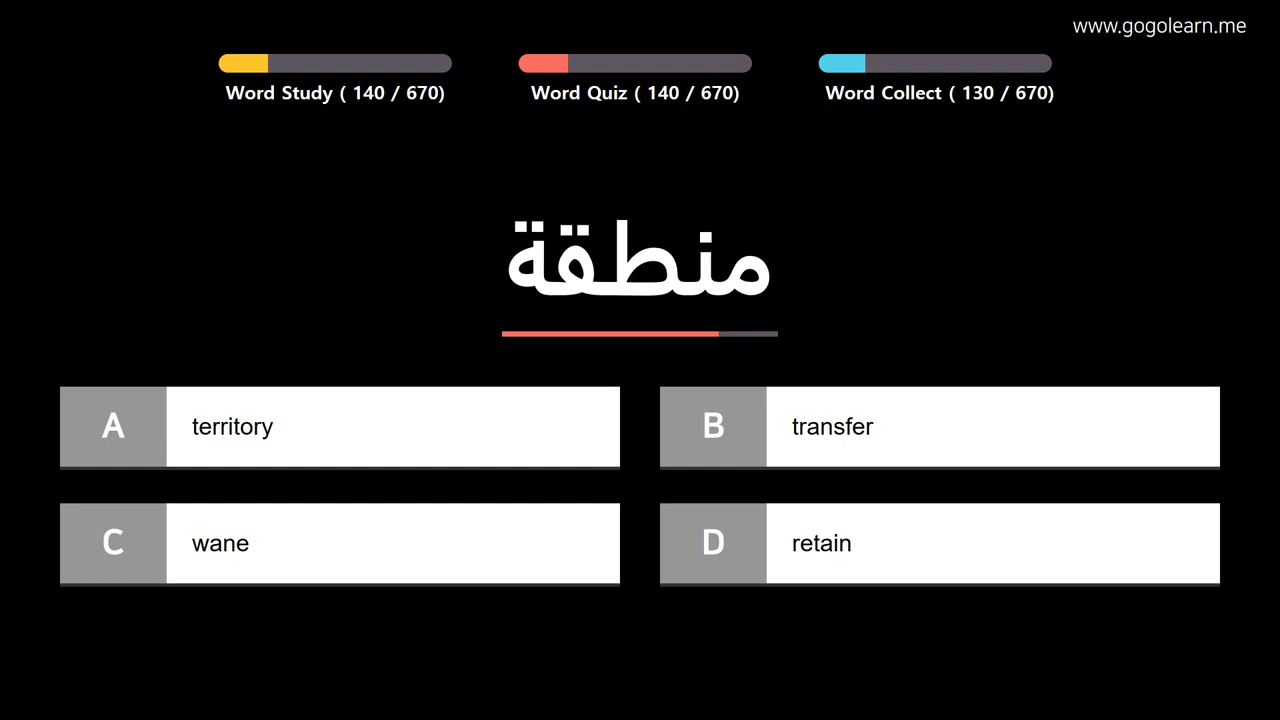 www.gogolearn.me
Word Study ( 140 / 670)
Word Quiz ( 140 / 670)
Word Collect ( 130 / 670)
منطقة
A territory
B transfer
C wane
D retain